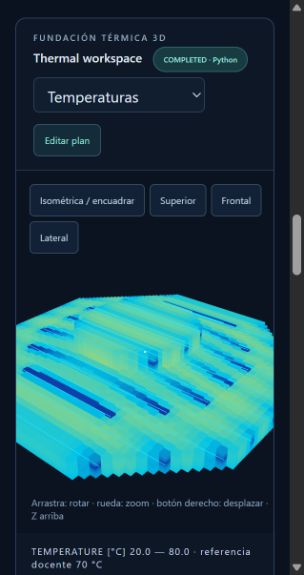 FUNDACIÓN TÉRMICA 3D
Thermal workspace COMPLETED · Python
Temperaturas
Editar plan
Isométrica / encuadrar Superior Frontal
Lateral
Arrastra: rotar · rueda: zoom · botón derecho: desplazar ·
Z arriba
TEMPERATURE [°C] 20.0 — 80.0 · referencia
docente 70 °C